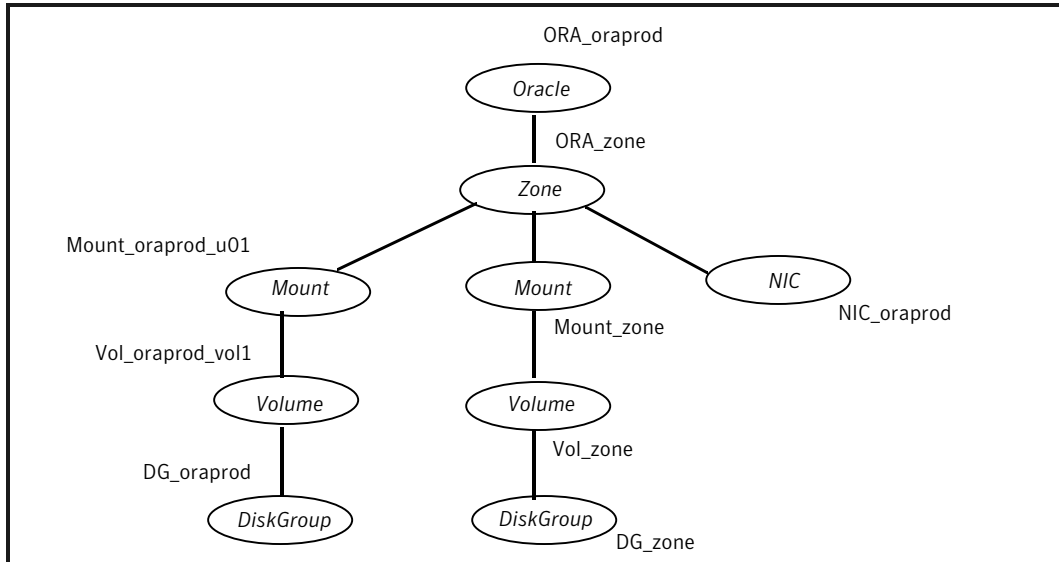 ORA_oraprod
Oracle
ORA_zone
Zone
Mount_oraprod_u01
Mount
Mount
NIC
Mount_zone
NIC_oraprod
Vol_oraprod_vol1
Volume
Volume
Vol_zone
DG_oraprod
DiskGroup
DiskGroup
DG_zone